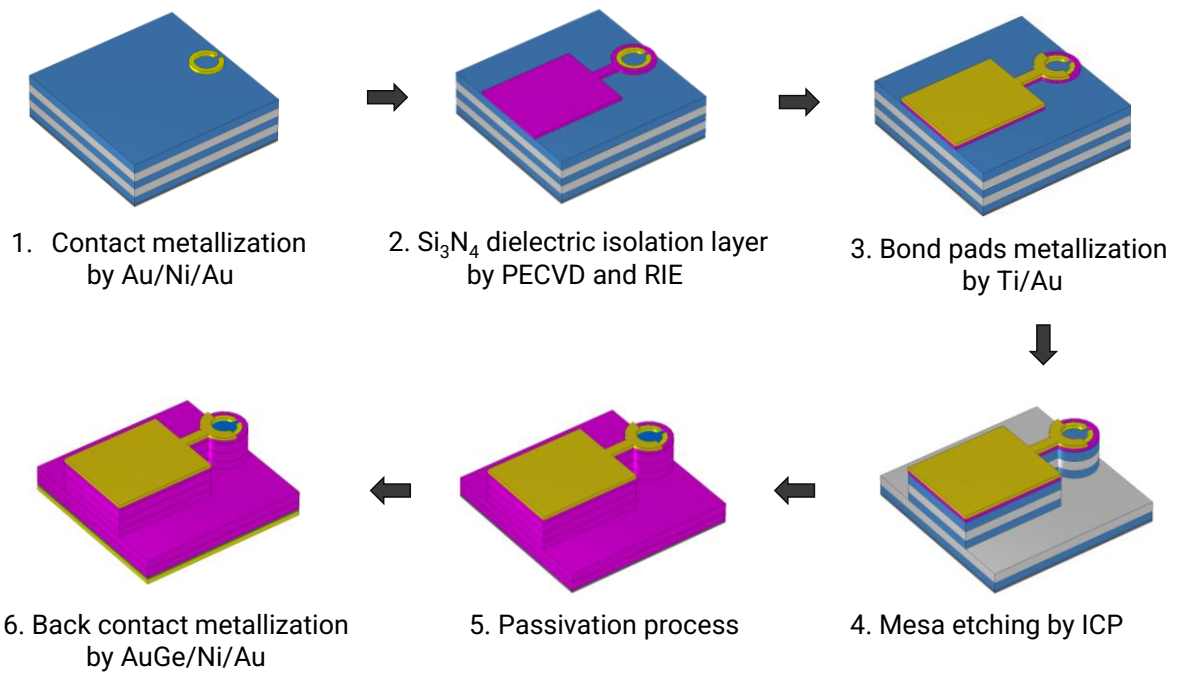 1. Contact metallization
by Au/Ni/Au
2. Si₃N₄ dielectric isolation layer
by PECVD and RIE
3. Bond pads metallization
by Ti/Au
4. Mesa etching by ICP
5. Passivation process
6. Back contact metallization
by AuGe/Ni/Au